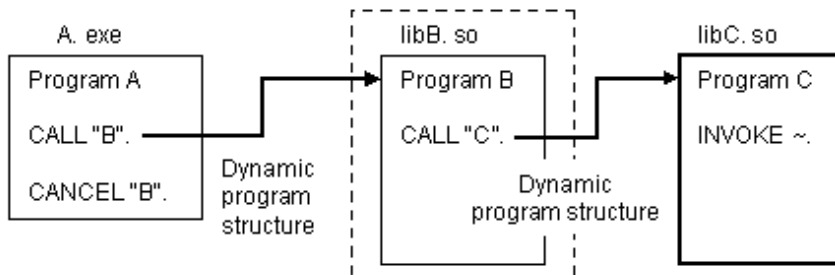 A. exe
Program A
CALL "B".
CANCEL "B".
Dynamic
program
structure
libB. so
Program B
CALL "C".
Dynamic
program structure
libC. so
Program C
INVOKE ~.